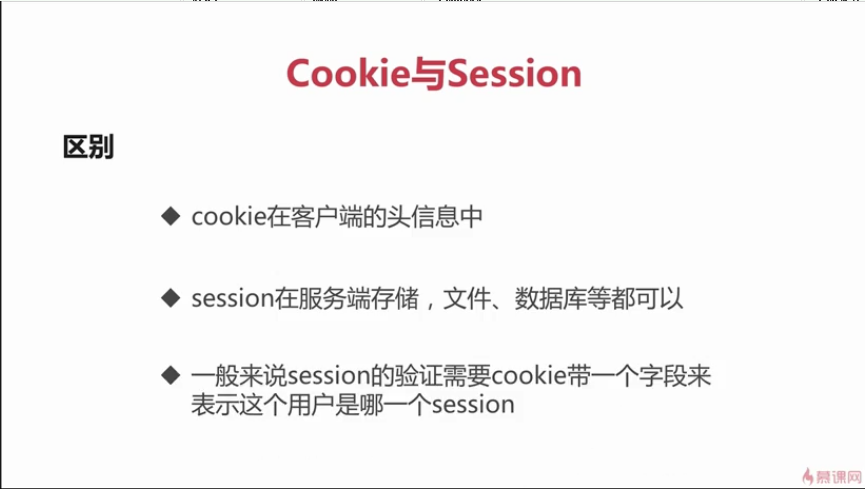 Cookie与Session
区别
◆ cookie在客户端的头信息中
◆ session在服务端存储，文件、数据库等都可以
◆ 一般来说session的验证需要cookie带一个字段来
表示这个用户是哪一个session
慕课网